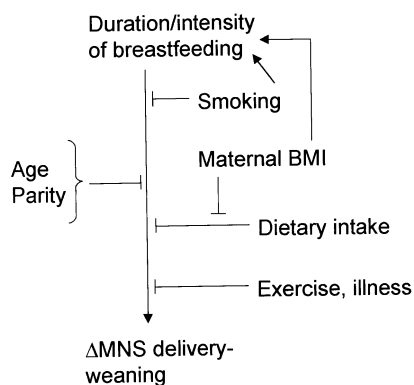 Duration/intensity
of breastfeeding
Smoking
Age
Parity
Maternal BMI
Dietary intake
Exercise, illness
ΔMNS delivery-
weaning